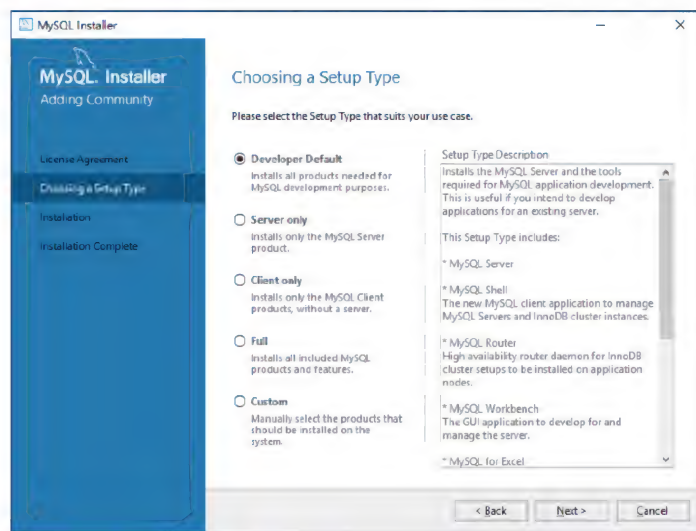 MySQL Installer
MySQL. Installer
Adding Community
License Agreement
Choosing a Setup Type
Installation
Installation Complete
Choosing a Setup Type
Please select the Setup Type that suits your use case.
Developer Default
Installs all products needed for
MySQL development purposes.
Server only
Installs only the MySQL Server
product.
Client only
Installs only the MySQL Client
products, without a server.
Full
Installs all included MySQL
products and features.
Custom
Manually select the products that
should be installed on the
system.
Setup Type Description
Installs the MySQL Server and the tools
required for MySQL application development.
This is useful if you intend to develop
applications for an existing server.
This Setup Type includes:
* MySQL Server
* MySQL Shell
The new MySQL client application to manage
MySQL Servers and InnoDB cluster instances.
* MySQL Router
High availability router daemon for InnoDB
cluster setups to be installed on application
nodes.
* MySQL Workbench
The GUI application to develop for and
manage the server.
* MySQL for Excel
< Back
Next >
Cancel